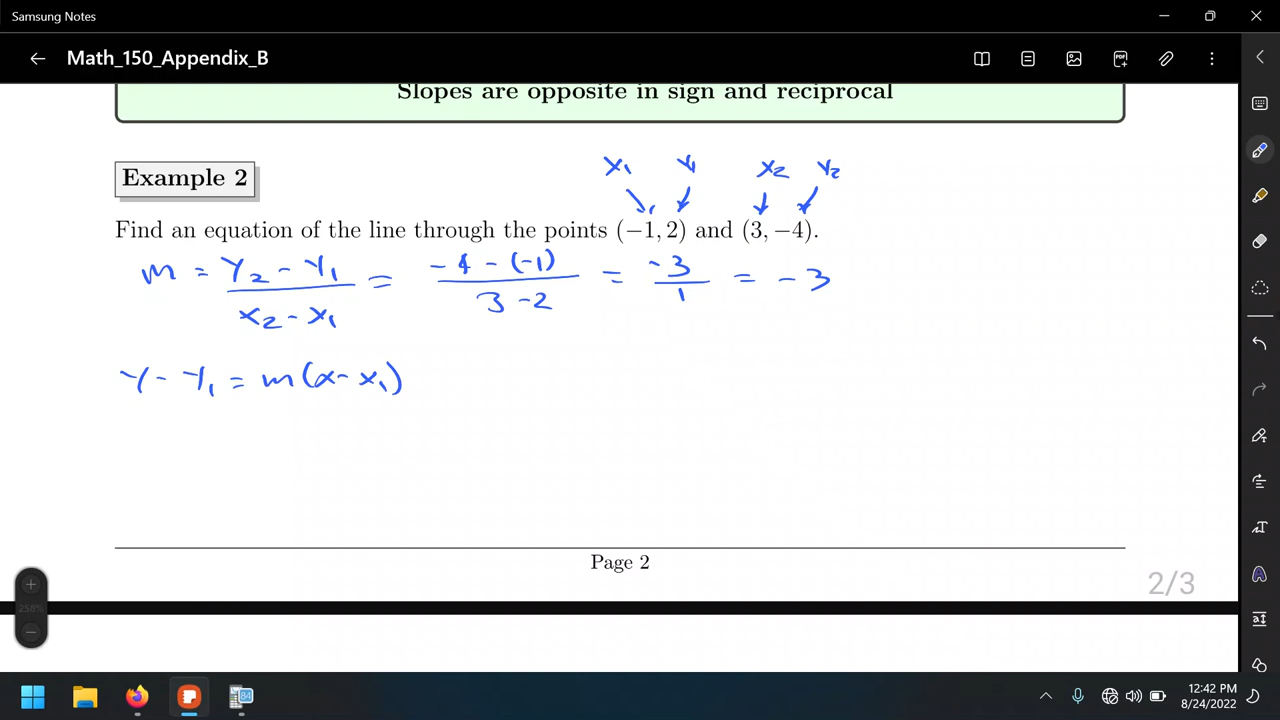 Samsung Notes
Math_150_Appendix_B
Slopes are opposite in sign and reciprocal
Example 2
x₁ y₁ x₂ y₂
Find an equation of the line through the points (−1, 2) and (3, −4).
m = (y₂ - y₁)/(x₂ - x₁) = (-4 - (-1))/(3 - 2) = -3/1 = -3
y - y₁ = m(x - x₁)
Page 2
2/3
258%
84
12:42 PM
8/24/2022